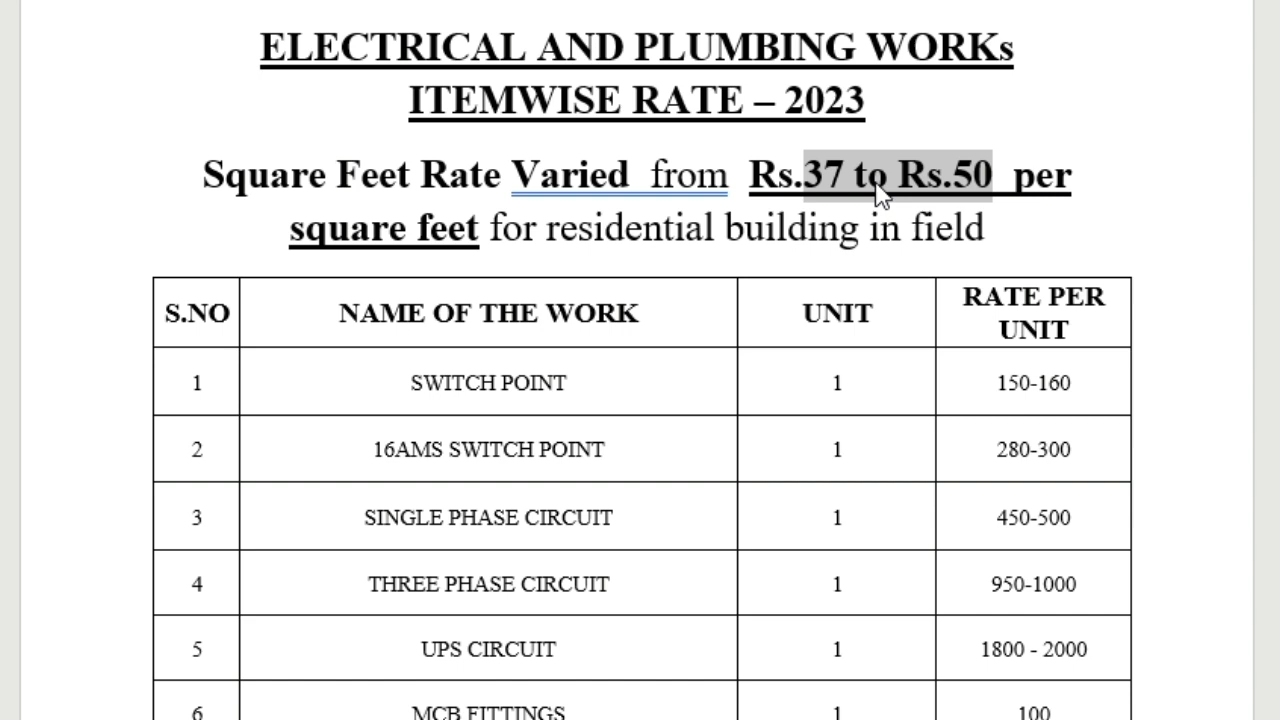 ELECTRICAL AND PLUMBING WORKs
ITEMWISE RATE – 2023
Square Feet Rate Varied from Rs.37 to Rs.50 per
square feet for residential building in field
S.NO NAME OF THE WORK UNIT RATE PER UNIT
1 SWITCH POINT 1 150-160
2 16AMS SWITCH POINT 1 280-300
3 SINGLE PHASE CIRCUIT 1 450-500
4 THREE PHASE CIRCUIT 1 950-1000
5 UPS CIRCUIT 1 1800 - 2000
6 MCB FITTINGS 1 100